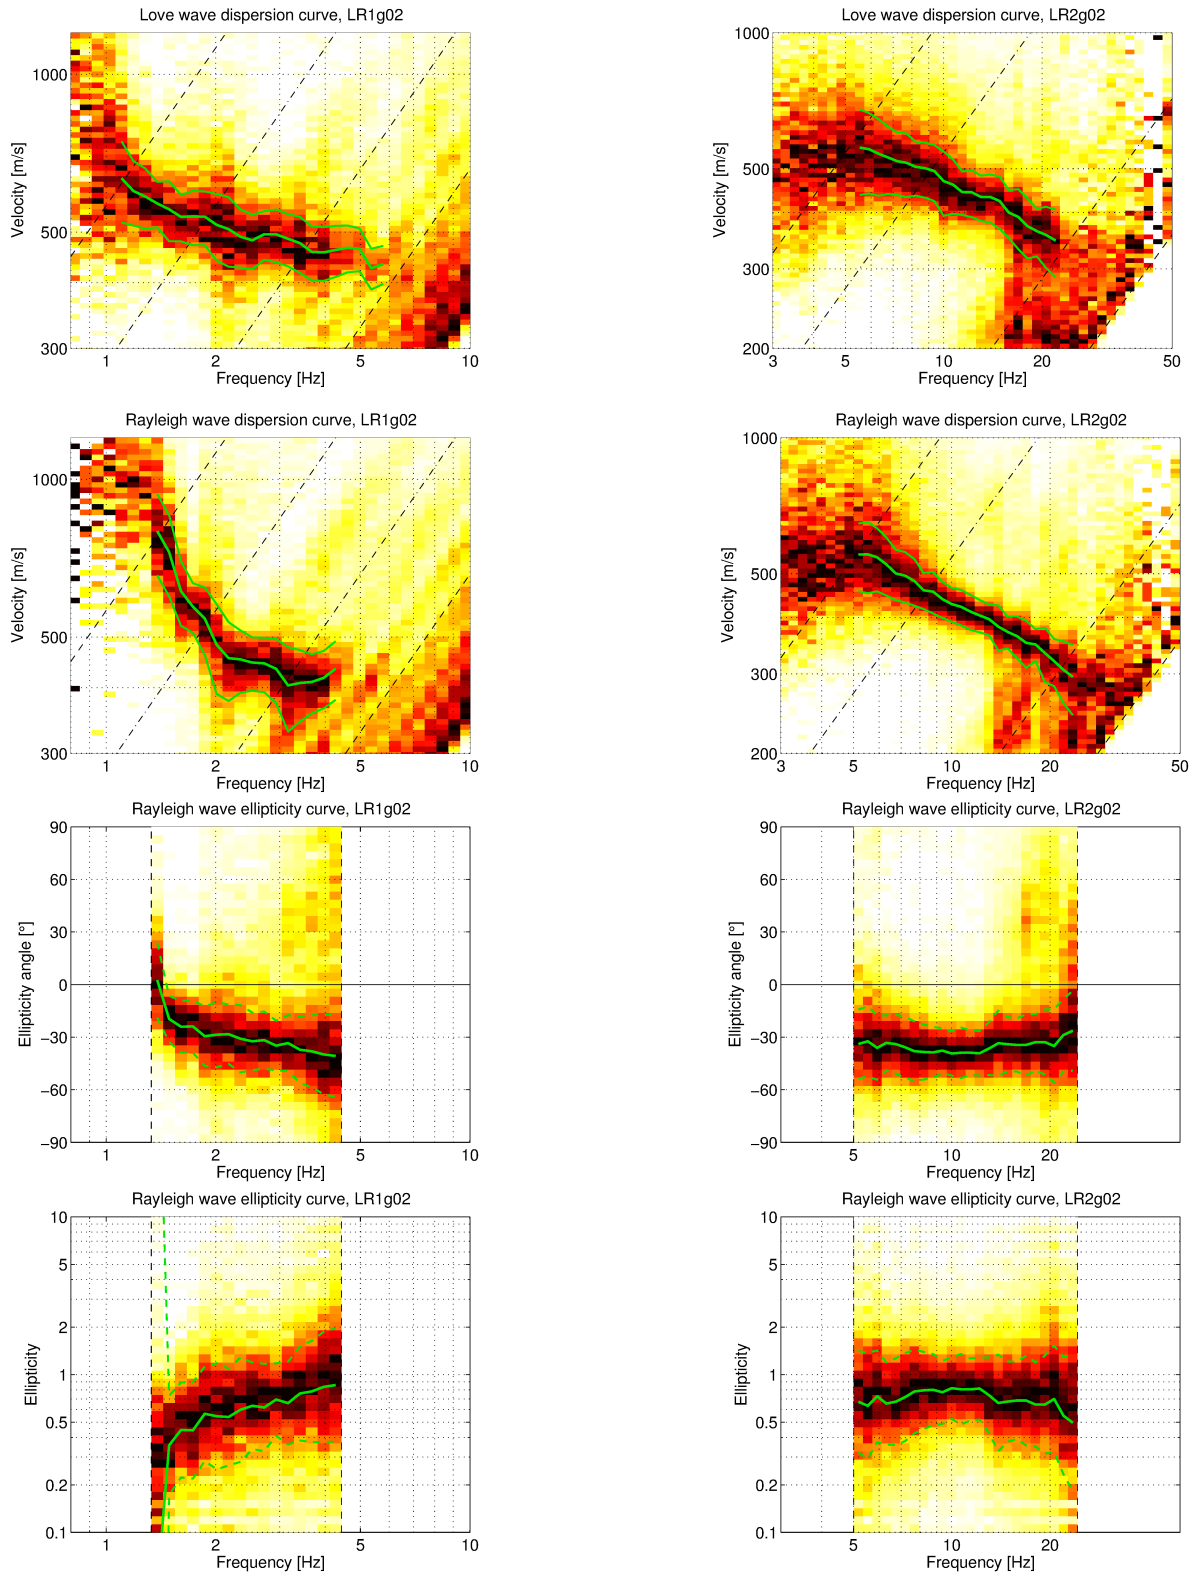 Love wave dispersion curve, LR1g02
1000
500
300
Velocity [m/s]
1 2 5 10
Frequency [Hz]
Love wave dispersion curve, LR2g02
1000
500
300
200
Velocity [m/s]
3 5 10 20 50
Frequency [Hz]
Rayleigh wave dispersion curve, LR1g02
1000
500
300
Velocity [m/s]
1 2 5 10
Frequency [Hz]
Rayleigh wave dispersion curve, LR2g02
1000
500
300
200
Velocity [m/s]
3 5 10 20 50
Frequency [Hz]
Rayleigh wave ellipticity curve, LR1g02
90
60
30
0
−30
−60
−90
Ellipticity angle [°]
1 2 5 10
Frequency [Hz]
Rayleigh wave ellipticity curve, LR2g02
90
60
30
0
−30
−60
−90
Ellipticity angle [°]
5 10 20
Frequency [Hz]
Rayleigh wave ellipticity curve, LR1g02
10
5
2
1
0.5
0.2
0.1
Ellipticity
1 2 5 10
Frequency [Hz]
Rayleigh wave ellipticity curve, LR2g02
10
5
2
1
0.5
0.2
0.1
Ellipticity
5 10 20
Frequency [Hz]